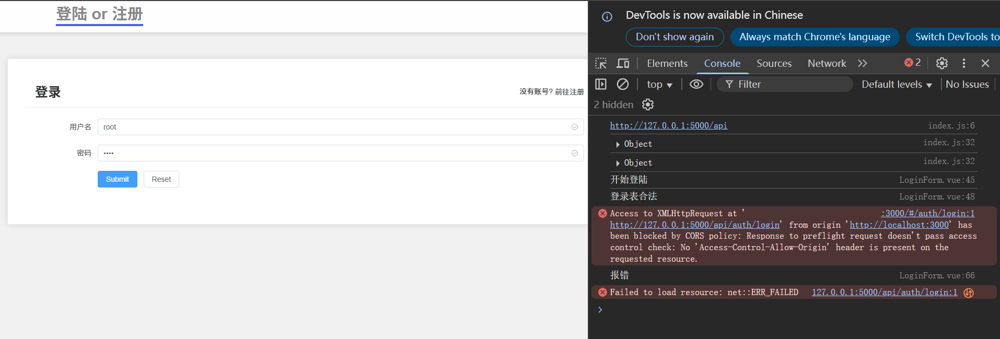 登陆 or 注册
登录
没有账号? 前往注册
用户名
root
密码
••••
Submit
Reset
DevTools is now available in Chinese
Don't show again
Always match Chrome's language
Switch DevTools to
Elements
Console
Sources
Network
2
top
Filter
Default levels
No Issues
2 hidden
http://127.0.0.1:5000/api index.js:6
Object index.js:32
Object index.js:32
开始登陆 LoginForm.vue:45
登录表合法 LoginForm.vue:48
Access to XMLHttpRequest at ' :3000/#/auth/login:1
http://127.0.0.1:5000/api/auth/login' from origin 'http://localhost:3000' has
been blocked by CORS policy: Response to preflight request doesn't pass access
control check: No 'Access-Control-Allow-Origin' header is present on the
requested resource.
报错 LoginForm.vue:66
Failed to load resource: net::ERR_FAILED 127.0.0.1:5000/api/auth/login:1